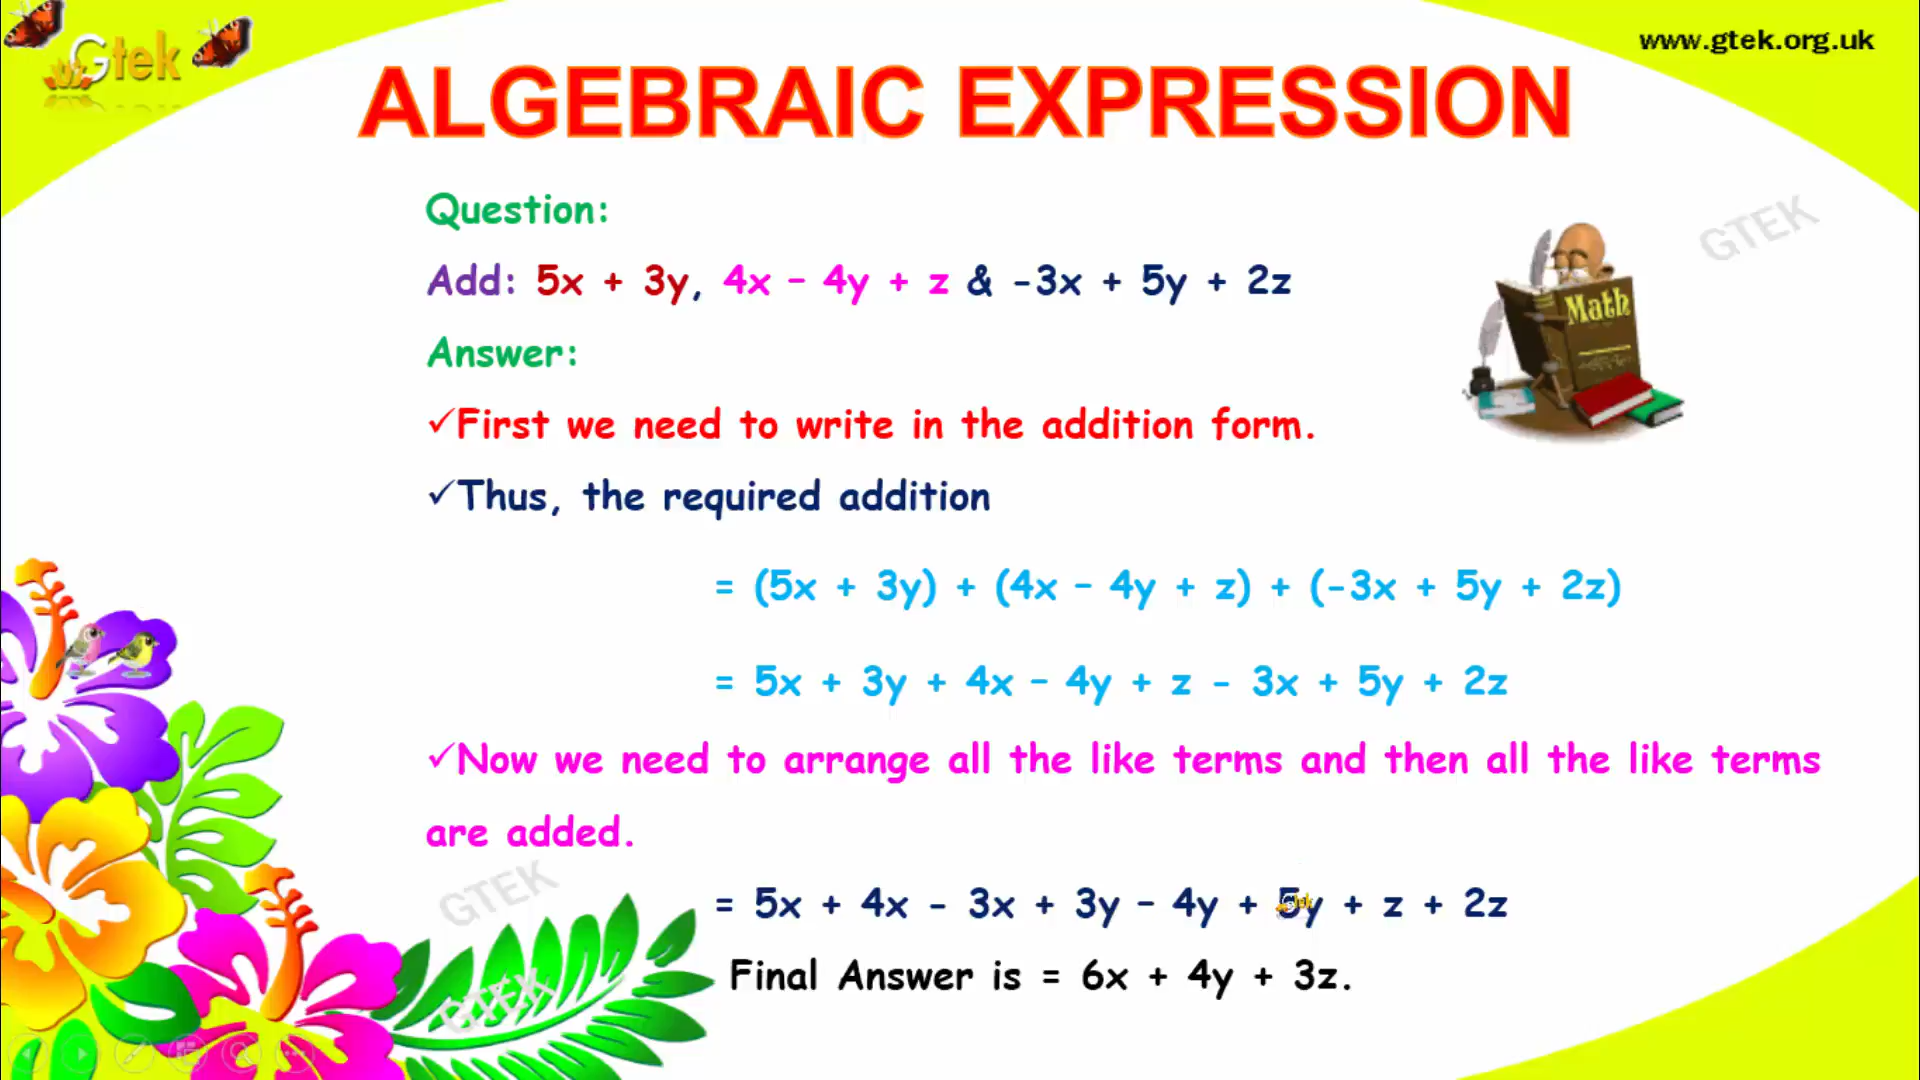 Gtek
www.gtek.org.uk
ALGEBRAIC EXPRESSION
Question:
GTEK
Add: 5x + 3y, 4x – 4y + z & -3x + 5y + 2z
Math
Answer:
✓First we need to write in the addition form.
✓Thus, the required addition
= (5x + 3y) + (4x – 4y + z) + (-3x + 5y + 2z)
= 5x + 3y + 4x – 4y + z - 3x + 5y + 2z
✓Now we need to arrange all the like terms and then all the like terms
are added.
GTEK
= 5x + 4x - 3x + 3y – 4y + 5y + z + 2z
Final Answer is = 6x + 4y + 3z.
GTEK